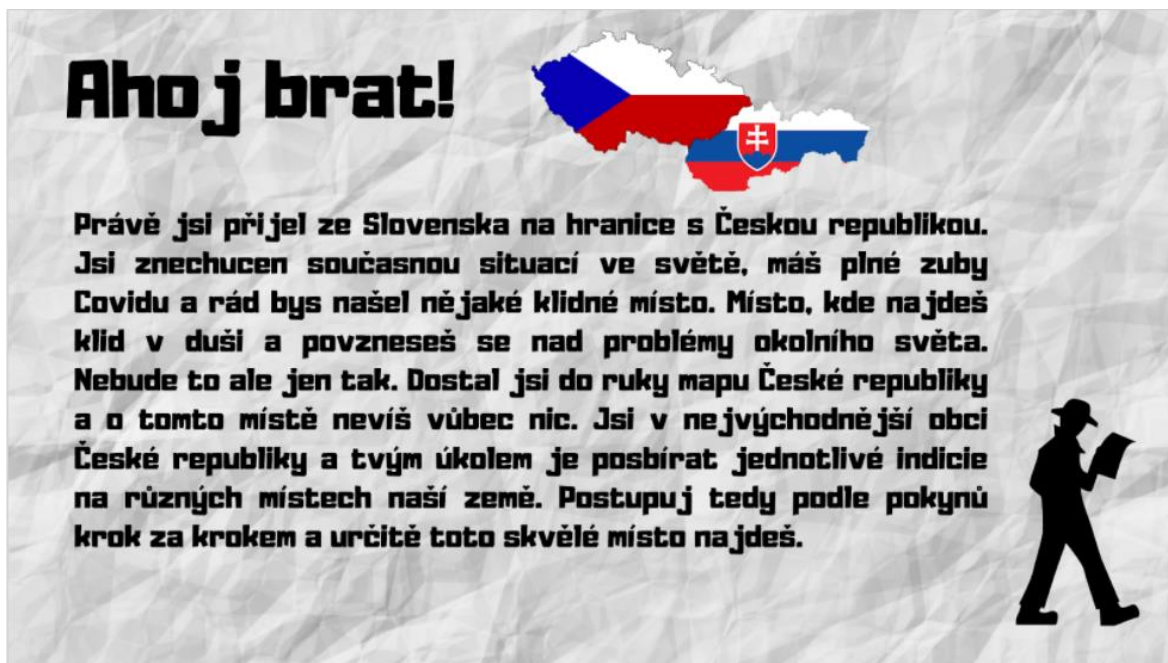 Ahoj brat!
Právě jsi přijel ze Slovenska na hranice s Českou republikou.
Jsi znechucen současnou situací ve světě, máš plné zuby
Covidu a rád bys našel nějaké klidné místo. Místo, kde najdeš
klid v duši a povzneseš se nad problémy okolního světa.
Nebude to ale jen tak. Dostal jsi do ruky mapu České republiky
a o tomto místě nevíš vůbec nic. Jsi v nejvýchodnější obci
České republiky a tvým úkolem je posbírat jednotlivé indicie
na různých místech naší země. Postupuj tedy podle pokynů
krok za krokem a určitě toto skvělé místo najdeš.